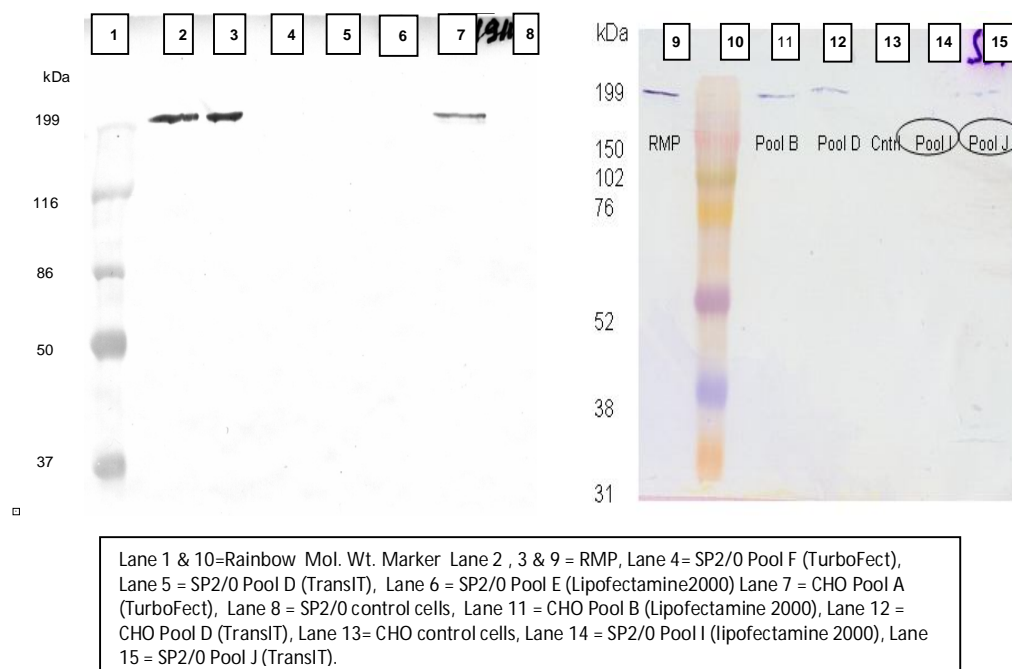 1 2 3 4 5 6 7 8
kDa
199
116
86
50
37
kDa 9 10 11 12 13 14 15
199
RMP Pool B Pool D Cntrl Pool I Pool J
150
102
76
52
38
31
Lane 1 & 10=Rainbow Mol. Wt. Marker Lane 2 , 3 & 9 = RMP, Lane 4= SP2/0 Pool F (TurboFect),
Lane 5 = SP2/0 Pool D (TransIT), Lane 6 = SP2/0 Pool E (Lipofectamine2000) Lane 7 = CHO Pool A
(TurboFect), Lane 8 = SP2/0 control cells, Lane 11 = CHO Pool B (Lipofectamine 2000), Lane 12 =
CHO Pool D (TransIT), Lane 13= CHO control cells, Lane 14 = SP2/0 Pool I (lipofectamine 2000), Lane
15 = SP2/0 Pool J (TransIT).